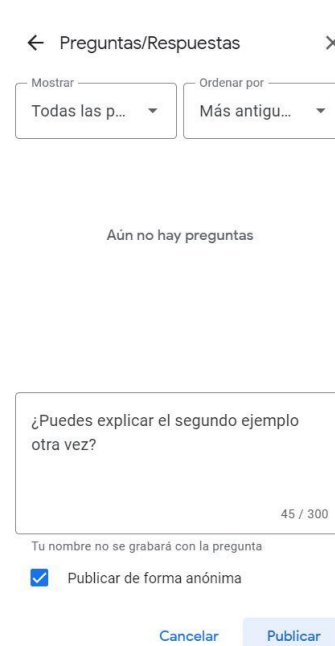 Preguntas/Respuestas
Mostrar
Todas las p...
Ordenar por
Más antigu...
Aún no hay preguntas
¿Puedes explicar el segundo ejemplo
otra vez?
45 / 300
Tu nombre no se grabará con la pregunta
Publicar de forma anónima
Cancelar
Publicar